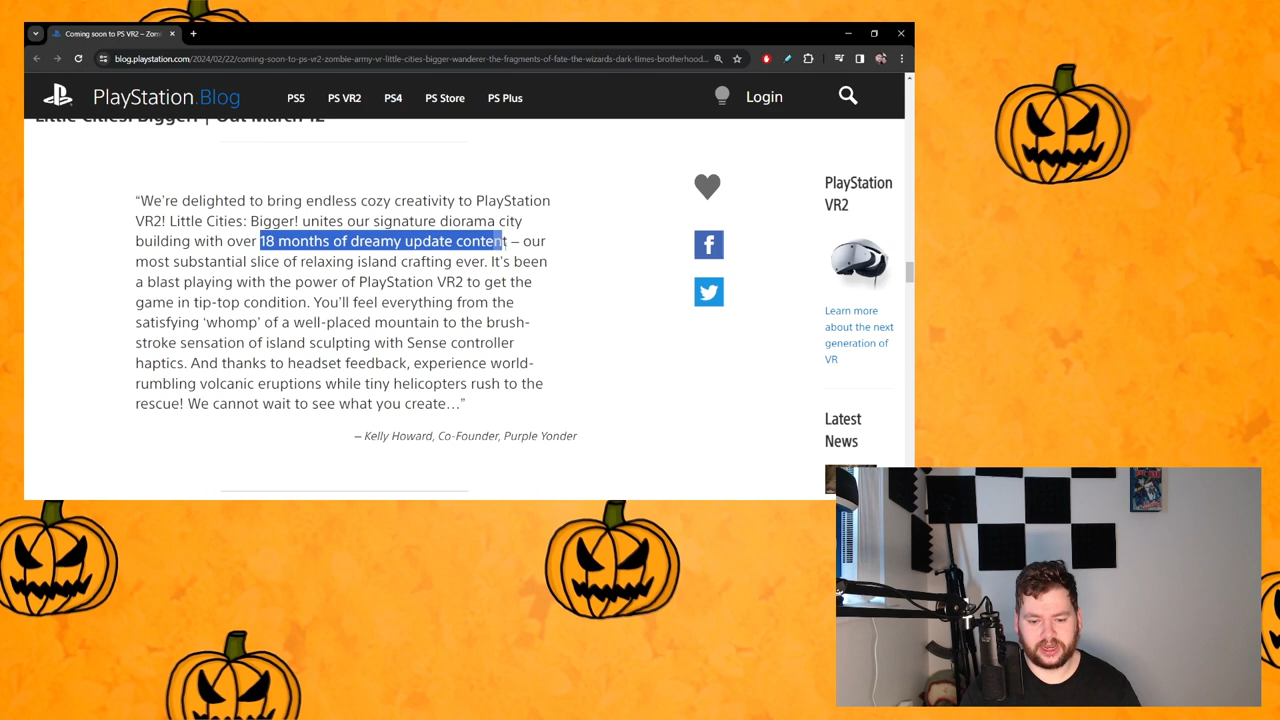 Coming soon to PS VR2 – Zom
blog.playstation.com/2024/02/22/coming-soon-to-ps-vr2-zombie-army-vr-little-cities-bigger-wanderer-the-fragments-of-fate-the-wizards-dark-times-brotherhood...
PlayStation.Blog
PS5
PS VR2
PS4
PS Store
PS Plus
Login
Little Cities: Bigger! | Out March 12
“We’re delighted to bring endless cozy creativity to PlayStation
VR2! Little Cities: Bigger! unites our signature diorama city
building with over 18 months of dreamy update content – our
most substantial slice of relaxing island crafting ever. It’s been
a blast playing with the power of PlayStation VR2 to get the
game in tip-top condition. You’ll feel everything from the
satisfying ‘whomp’ of a well-placed mountain to the brush-
stroke sensation of island sculpting with Sense controller
haptics. And thanks to headset feedback, experience world-
rumbling volcanic eruptions while tiny helicopters rush to the
rescue! We cannot wait to see what you create…”
– Kelly Howard, Co-Founder, Purple Yonder
PlayStation
VR2
Learn more
about the next
generation of
VR
Latest
News